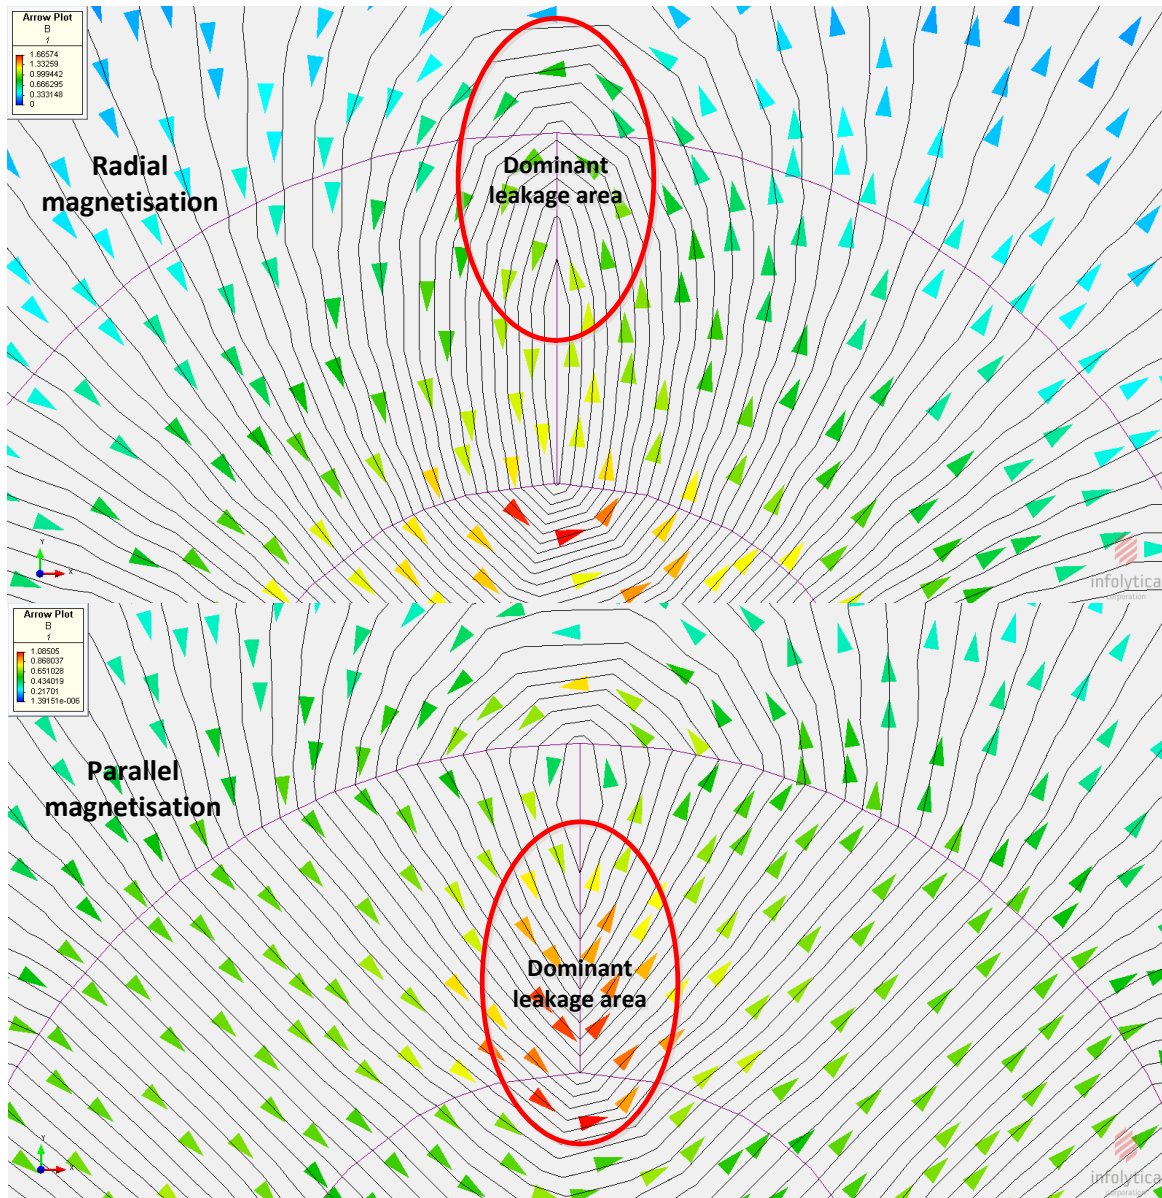 Arrow Plot
B
f
1.66574
1.33259
0.999442
0.666295
0.333148
0
Radial
magnetisation
Dominant
leakage area
Y
X
infolytica
corporation
Arrow Plot
B
f
1.08505
0.868037
0.651028
0.434019
0.21701
1.39151e-006
Parallel
magnetisation
Dominant
leakage area
Y
X
infolytica
corporation